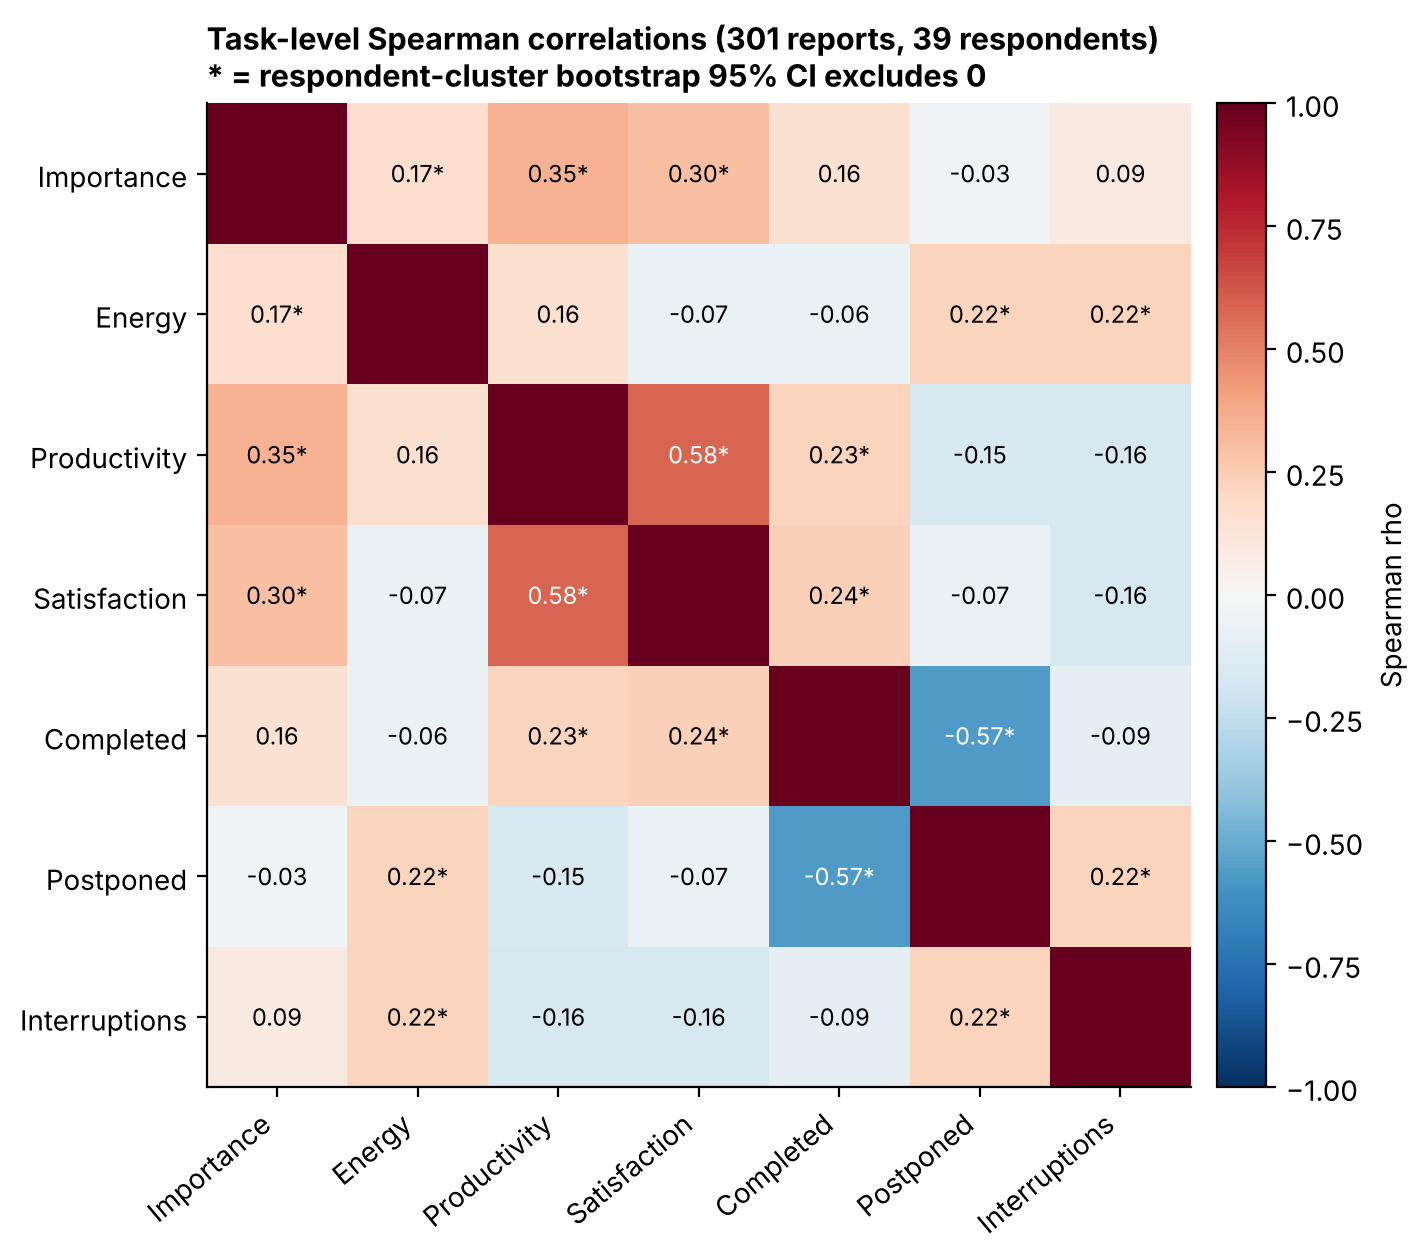 Task-level Spearman correlations (301 reports, 39 respondents)
* = respondent-cluster bootstrap 95% CI excludes 0
Importance 0.17* 0.35* 0.30* 0.16 -0.03 0.09
Energy 0.17* 0.16 -0.07 -0.06 0.22* 0.22*
Productivity 0.35* 0.16 0.58* 0.23* -0.15 -0.16
Satisfaction 0.30* -0.07 0.58* 0.24* -0.07 -0.16
Completed 0.16 -0.06 0.23* 0.24* -0.57* -0.09
Postponed -0.03 0.22* -0.15 -0.07 -0.57* 0.22*
Interruptions 0.09 0.22* -0.16 -0.16 -0.09 0.22*
Importance
Energy
Productivity
Satisfaction
Completed
Postponed
Interruptions
1.00
0.75
0.50
0.25
0.00
−0.25
−0.50
−0.75
−1.00
Spearman rho